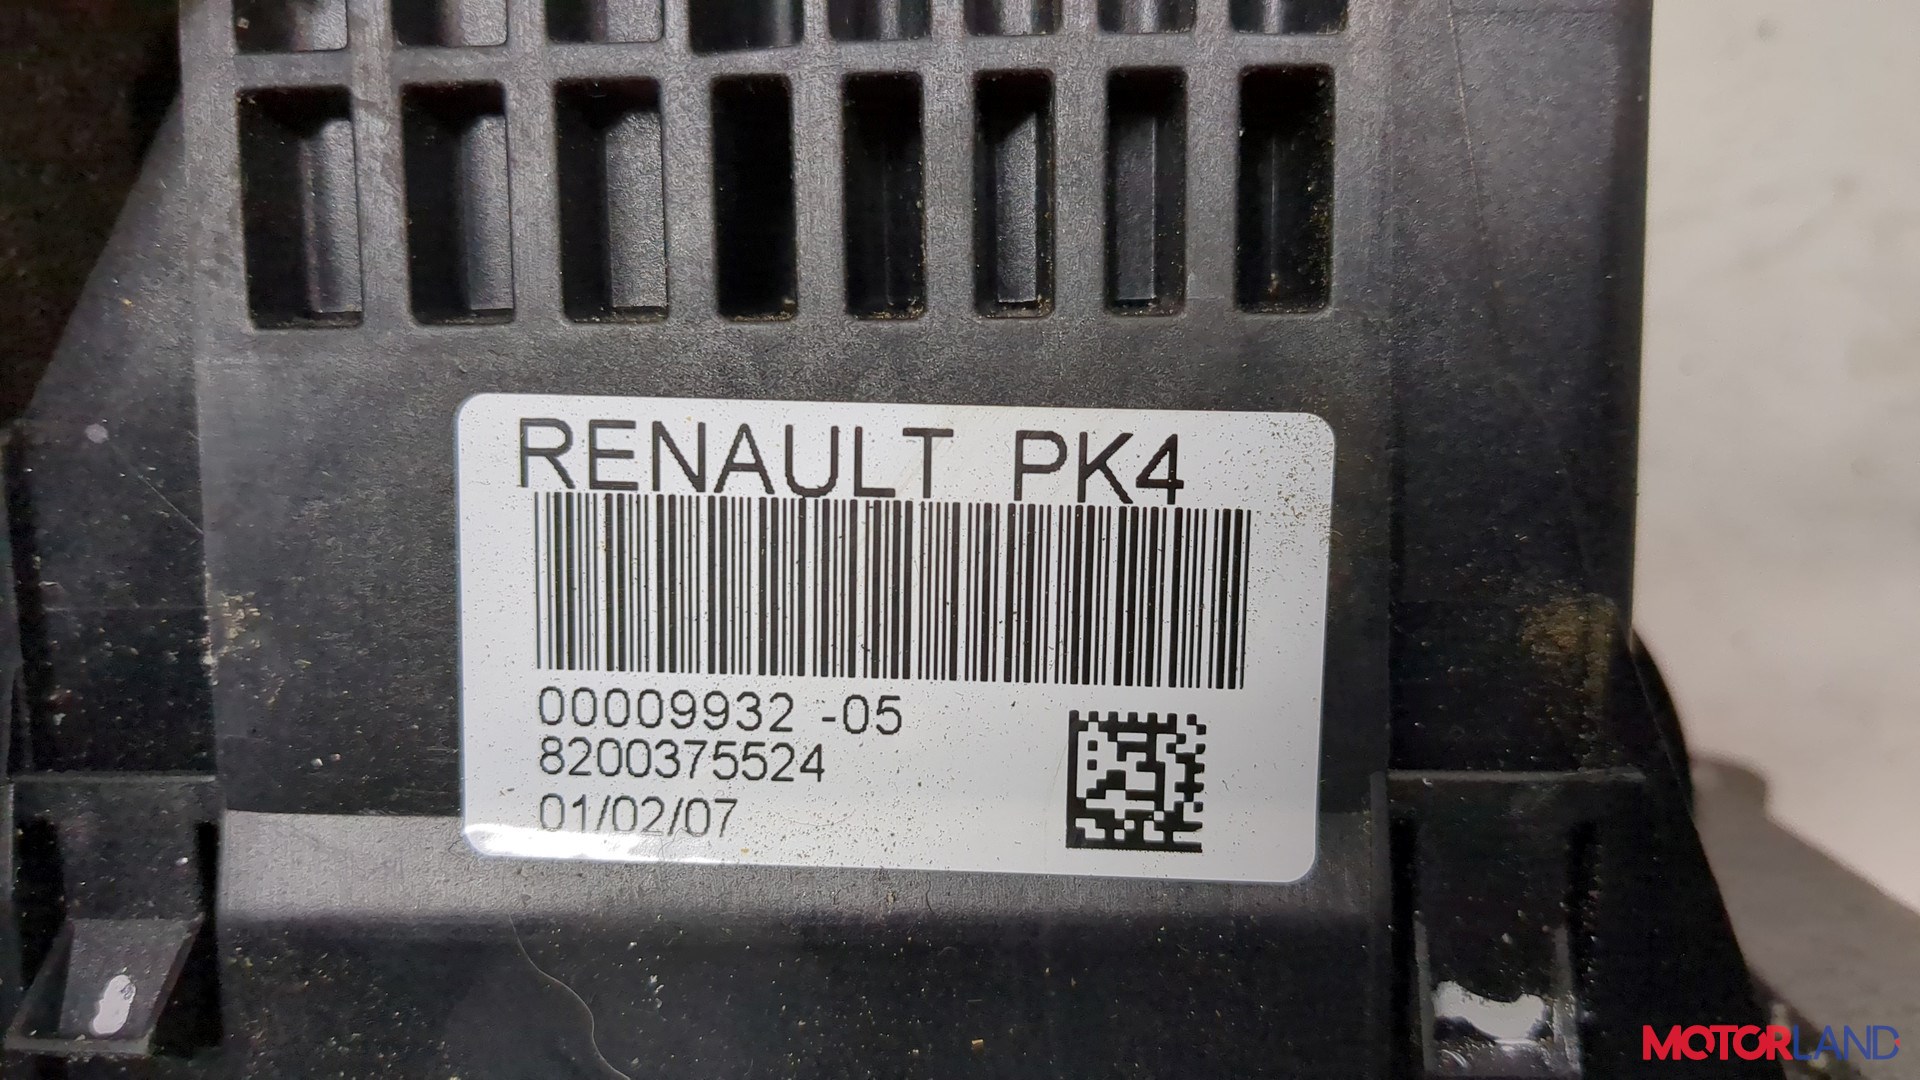 RENAULT PK4
00009932 -05
8200375524
01/02/07
MOTORLAND